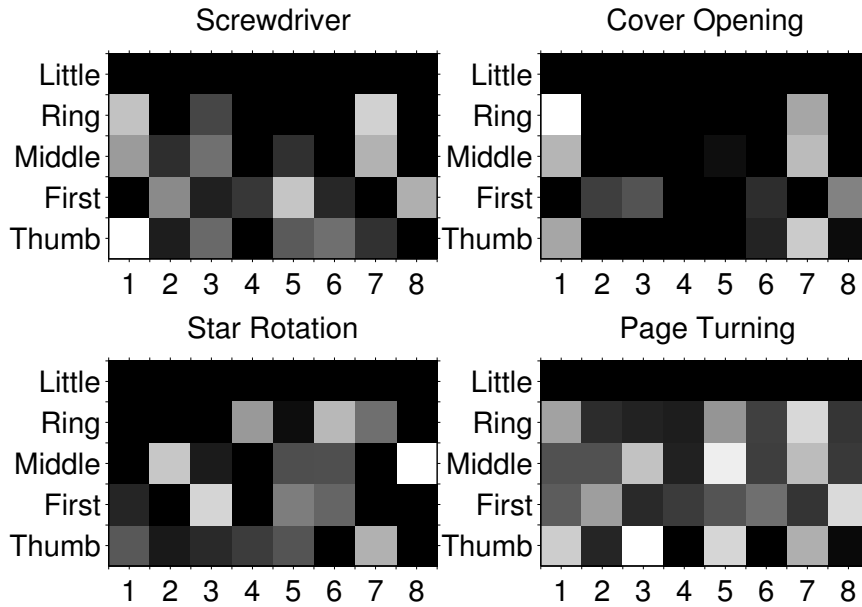 Screwdriver
Little
Ring
Middle
First
Thumb
1 2 3 4 5 6 7 8
Cover Opening
Little
Ring
Middle
First
Thumb
1 2 3 4 5 6 7 8
Star Rotation
Little
Ring
Middle
First
Thumb
1 2 3 4 5 6 7 8
Page Turning
Little
Ring
Middle
First
Thumb
1 2 3 4 5 6 7 8